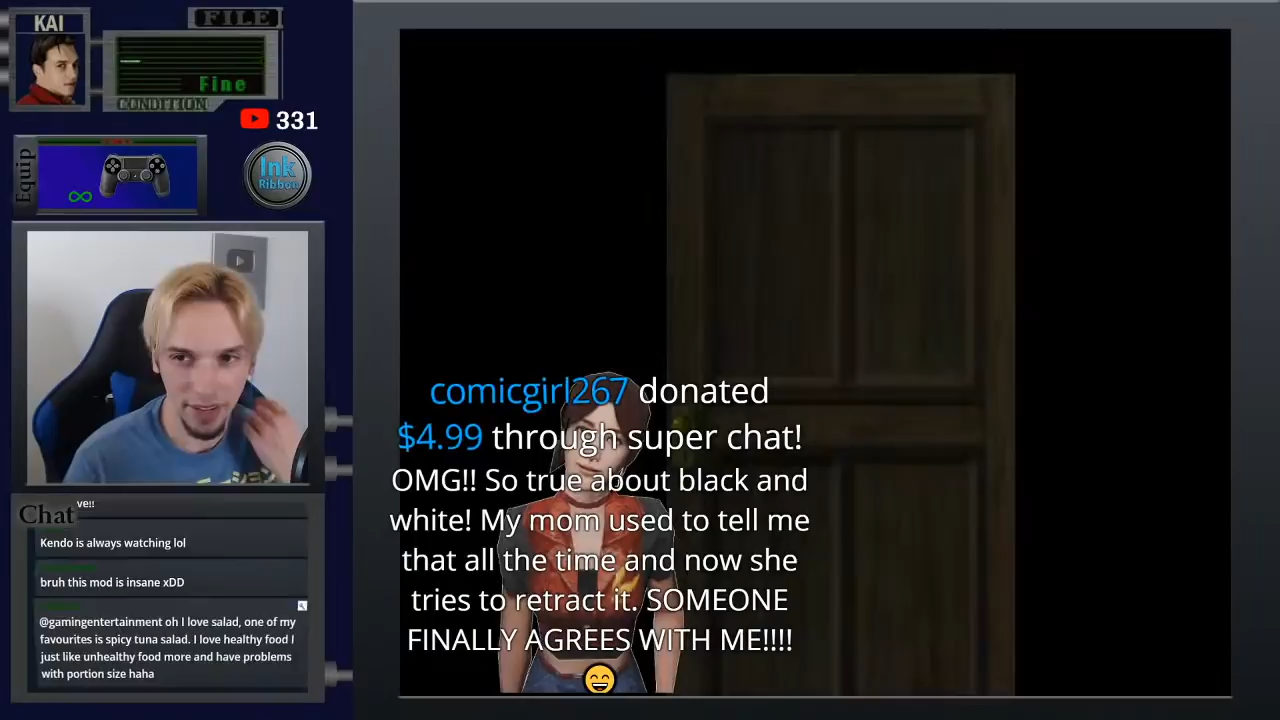 KAI
FILE
Fine
CONDITION
331
Equip
Ink
Ribbon
∞
comicgirl267 donated
$4.99 through super chat!
OMG!! So true about black and
white! My mom used to tell me
that all the time and now she
tries to retract it. SOMEONE
FINALLY AGREES WITH ME!!!!
Chat
ve!!
Kendo is always watching lol
bruh this mod is insane xDD
@gamingentertainment oh I love salad, one of my
favourites is spicy tuna salad. I love healthy food I
just like unhealthy food more and have problems
with portion size haha